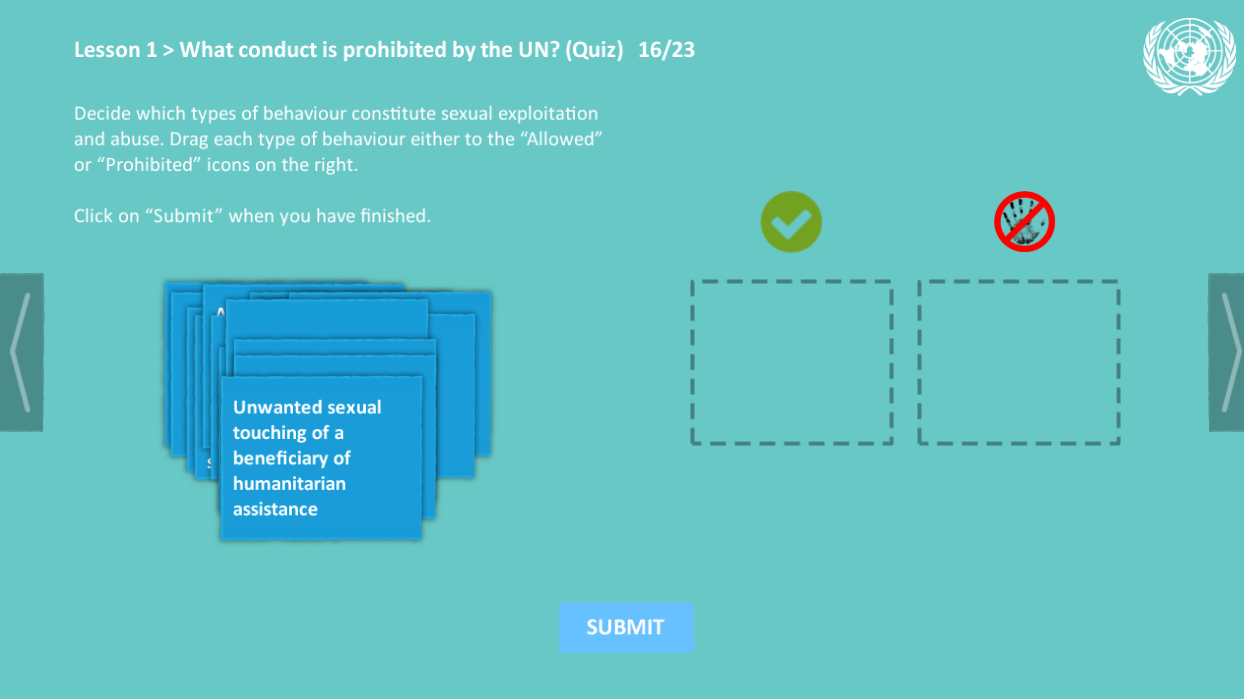 Lesson 1 > What conduct is prohibited by the UN? (Quiz) 16/23
Decide which types of behaviour constitute sexual exploitation
and abuse. Drag each type of behaviour either to the “Allowed”
or “Prohibited” icons on the right.
Click on “Submit” when you have finished.
Unwanted sexual
touching of a
beneficiary of
humanitarian
assistance
SUBMIT